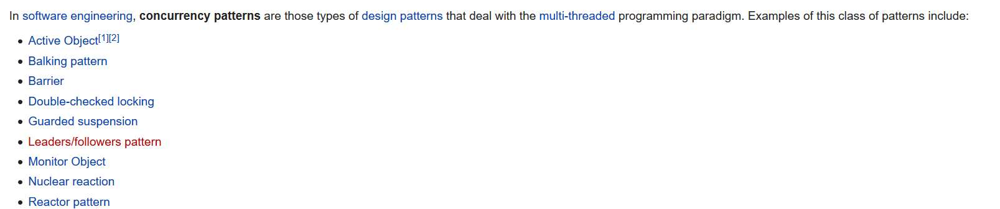 In software engineering, concurrency patterns are those types of design patterns that deal with the multi-threaded programming paradigm. Examples of this class of patterns include:
• Active Object[1][2]
• Balking pattern
• Barrier
• Double-checked locking
• Guarded suspension
• Leaders/followers pattern
• Monitor Object
• Nuclear reaction
• Reactor pattern